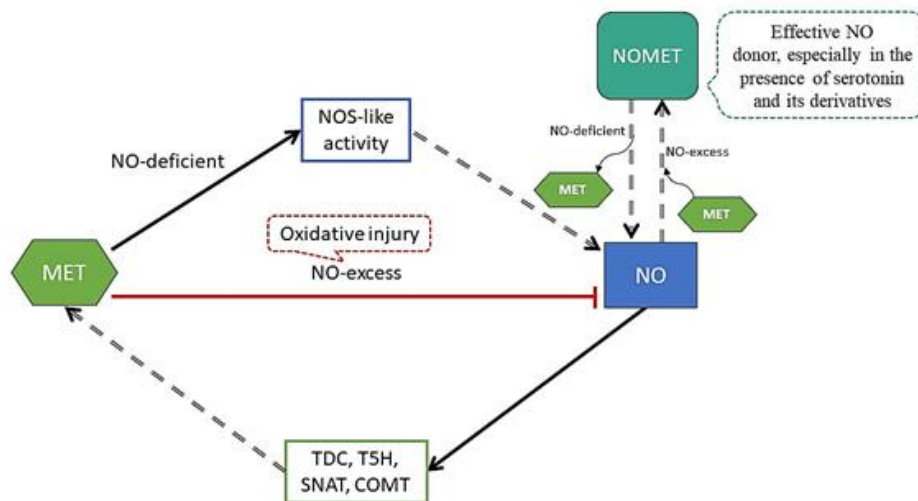 NOMET
Effective NO
donor, especially in the
presence of serotonin
and its derivatives
NOS-like
activity
NO-deficient
NO-deficient
NO-excess
MET
MET
Oxidative injury
NO-excess
MET
NO
TDC, T5H,
SNAT, COMT